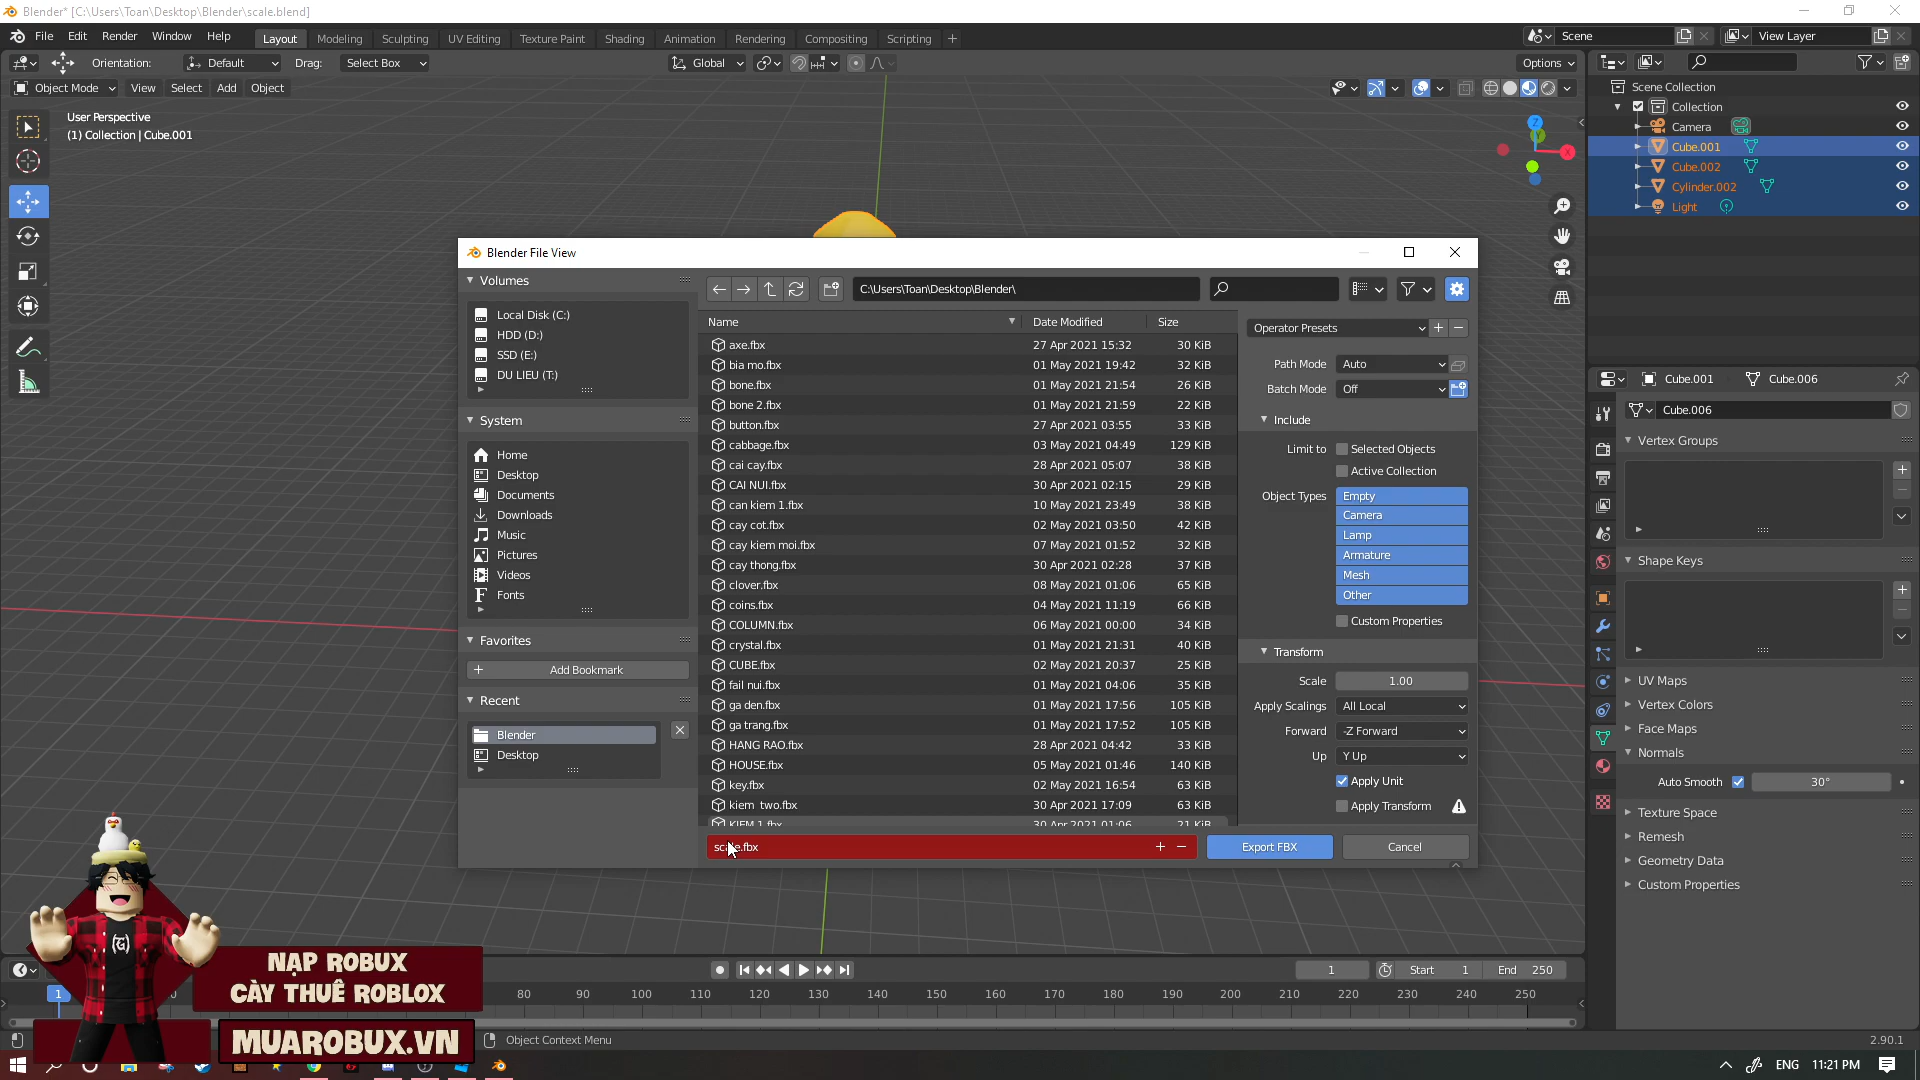 Blender* [C:\Users\Toan\Desktop\Blender\scale.blend]
File Edit Render Window Help
Layout Modeling Sculpting UV Editing Texture Paint Shading Animation Rendering Compositing Scripting +
Scene
View Layer
Orientation: Default Drag: Select Box
Global
Options
Object Mode View Select Add Object
User Perspective
(1) Collection | Cube.001
Z
X
Scene Collection
Collection
Camera
Cube.001
Cube.002
Cylinder.002
Light
Blender File View
Volumes
Local Disk (C:)
HDD (D:)
SSD (E:)
DU LIEU (T:)
System
Home
Desktop
Documents
Downloads
Music
Pictures
Videos
Fonts
Favorites
Add Bookmark
Recent
Blender
Desktop
C:\Users\Toan\Desktop\Blender\
Name Date Modified Size
axe.fbx 27 Apr 2021 15:32 30 KiB
bia mo.fbx 01 May 2021 19:42 32 KiB
bone.fbx 01 May 2021 21:54 26 KiB
bone 2.fbx 01 May 2021 21:59 22 KiB
button.fbx 27 Apr 2021 03:55 33 KiB
cabbage.fbx 03 May 2021 04:49 129 KiB
cai cay.fbx 28 Apr 2021 05:07 38 KiB
CAI NUI.fbx 30 Apr 2021 02:15 29 KiB
can kiem 1.fbx 10 May 2021 23:49 38 KiB
cay cot.fbx 02 May 2021 03:50 42 KiB
cay kiem moi.fbx 07 May 2021 01:52 32 KiB
cay thong.fbx 30 Apr 2021 02:28 37 KiB
clover.fbx 08 May 2021 01:06 65 KiB
coins.fbx 04 May 2021 11:19 66 KiB
COLUMN.fbx 06 May 2021 00:00 34 KiB
crystal.fbx 01 May 2021 21:31 40 KiB
CUBE.fbx 02 May 2021 20:37 25 KiB
fail nui.fbx 01 May 2021 04:06 35 KiB
ga den.fbx 01 May 2021 17:56 105 KiB
ga trang.fbx 01 May 2021 17:52 105 KiB
HANG RAO.fbx 28 Apr 2021 04:42 33 KiB
HOUSE.fbx 05 May 2021 01:46 140 KiB
key.fbx 02 May 2021 16:54 63 KiB
kiem two.fbx 30 Apr 2021 17:09 63 KiB
KIEM 1.fbx 30 Apr 2021 01:06 21 KiB
scale.fbx
Export FBX
Cancel
Operator Presets
Path Mode Auto
Batch Mode Off
Include
Limit to Selected Objects
Active Collection
Object Types Empty
Camera
Lamp
Armature
Mesh
Other
Custom Properties
Transform
Scale 1.00
Apply Scalings All Local
Forward -Z Forward
Up Y Up
Apply Unit
Apply Transform
Cube.001 Cube.006
Cube.006
Vertex Groups
Shape Keys
UV Maps
Vertex Colors
Face Maps
Normals
Auto Smooth 30°
Texture Space
Remesh
Geometry Data
Custom Properties
1 Start 1 End 250
1 80 90 100 110 120 130 140 150 160 170 180 190 200 210 220 230 240 250
NẠP ROBUX
CÀY THUÊ ROBLOX
MUAROBUX.VN
Object Context Menu
2.90.1
ENG 11:21 PM